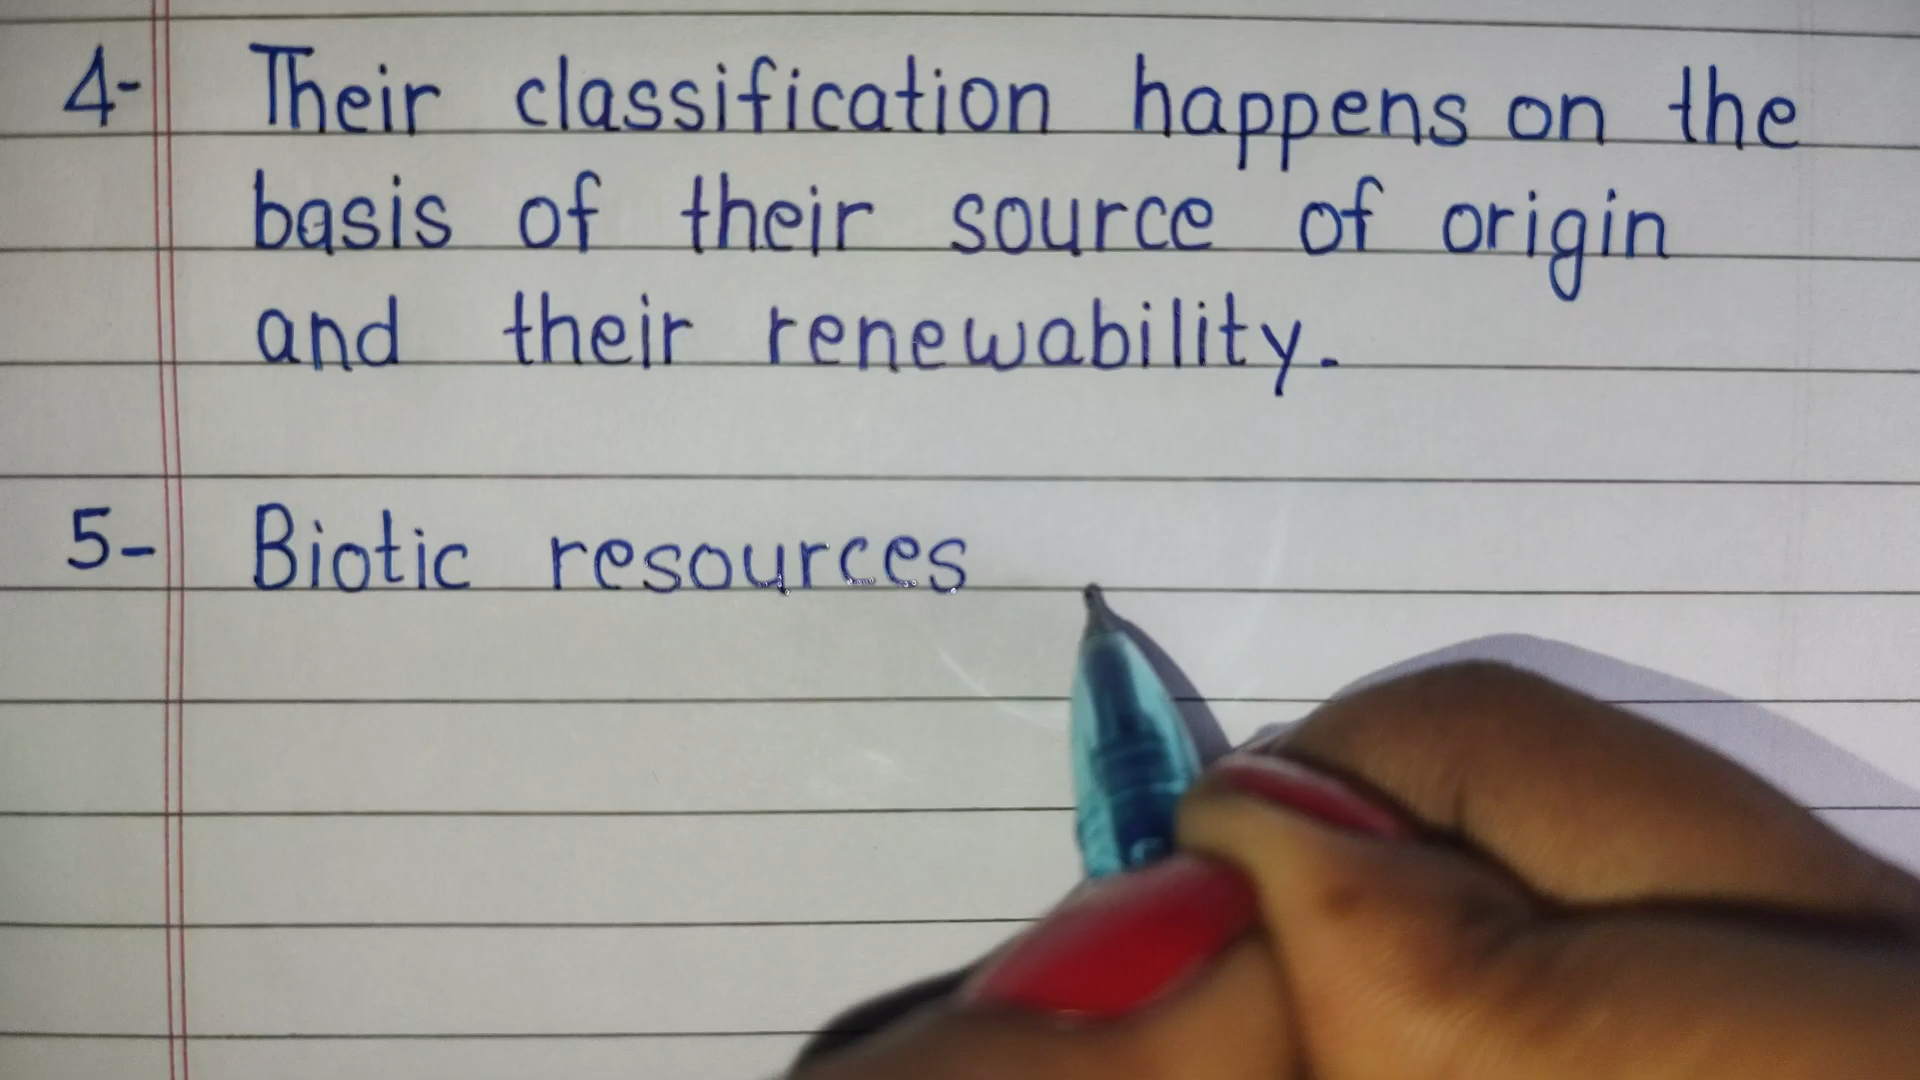 4- Their classification happens on the
basis of their source of origin
and their renewability.
5- Biotic resources